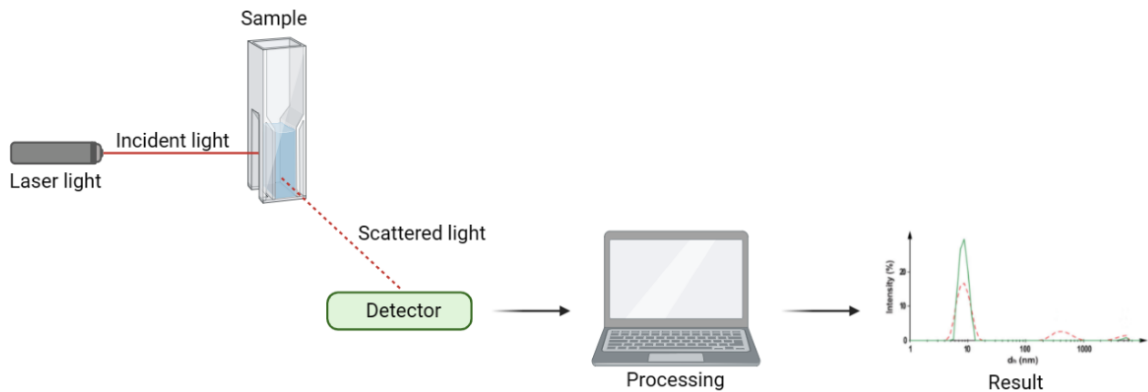 Sample
Incident light
Laser light
Scattered light
Detector
Processing
Intensity (%)
20
10
0
1
10
100
1000
dₕ (nm)
Result